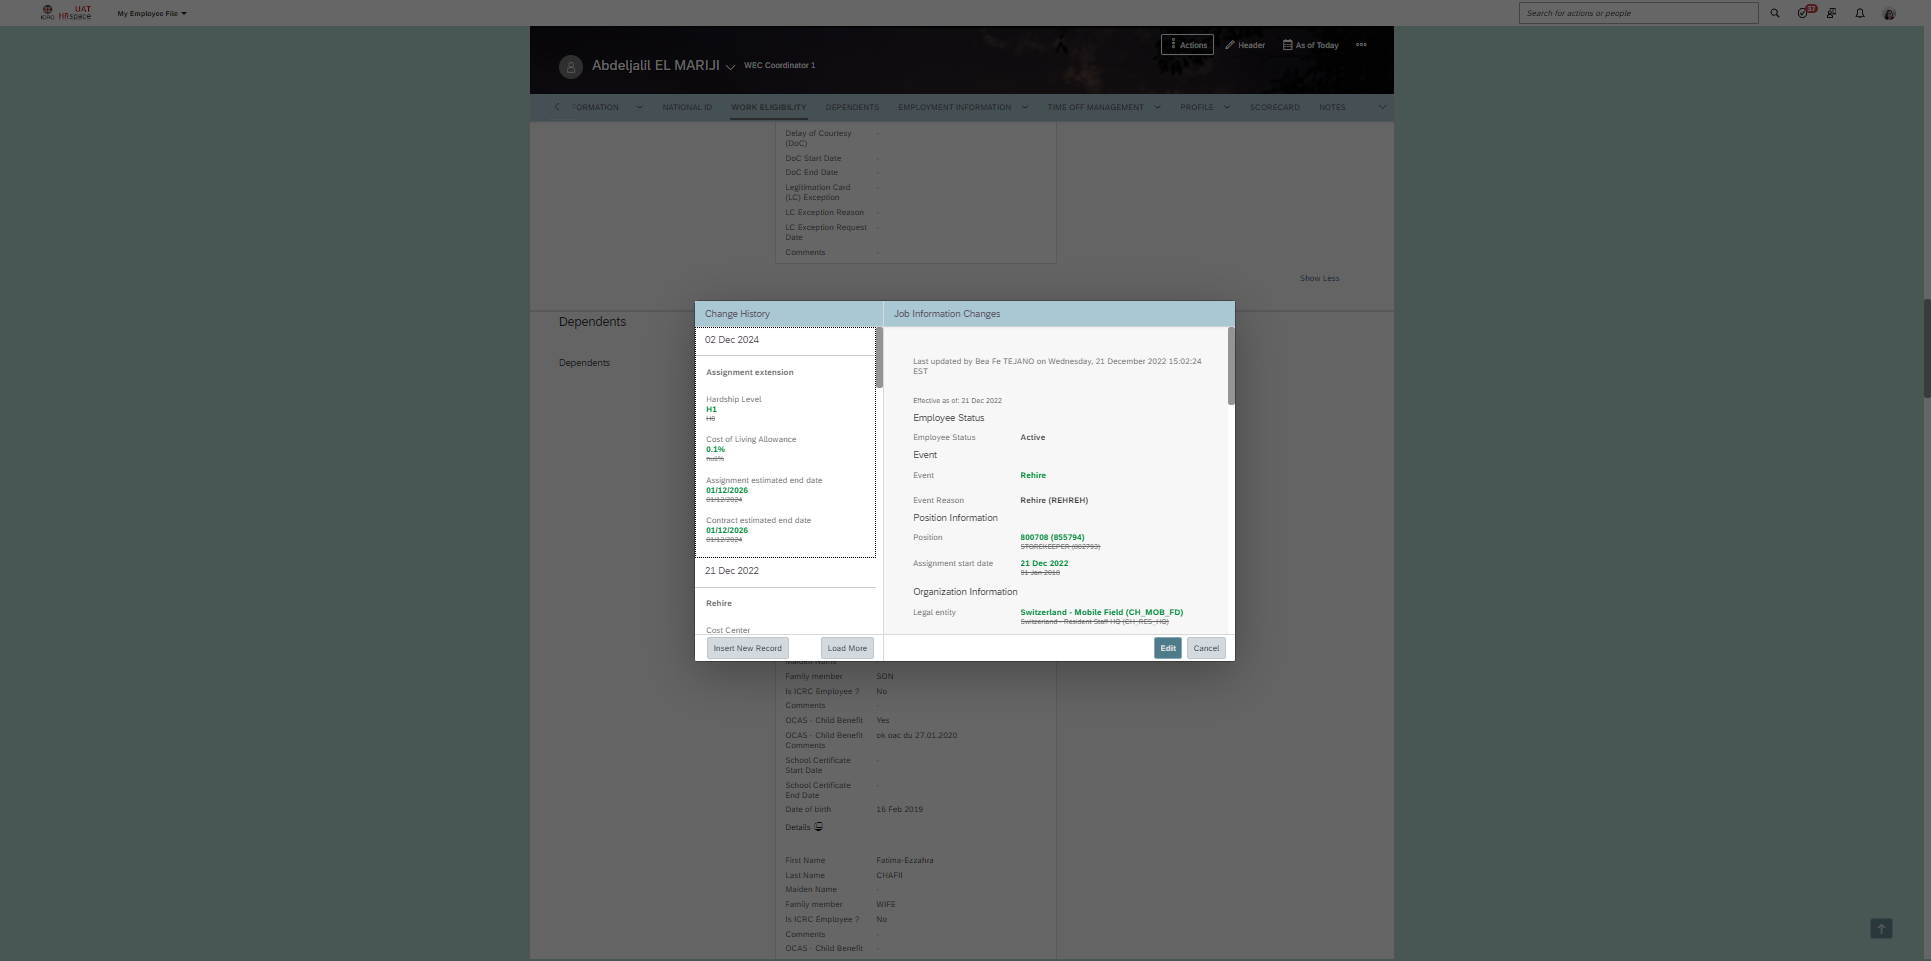 ICRC
UAT
HRspace
My Employee File
Search for actions or people
37
Actions
Header
As of Today
Abdeljalil EL MARIJI
WEC Coordinator 1
FORMATION
NATIONAL ID
WORK ELIGIBILITY
DEPENDENTS
EMPLOYMENT INFORMATION
TIME OFF MANAGEMENT
PROFILE
SCORECARD
NOTES
Delay of Courtesy
(DoC)
-
DoC Start Date -
DoC End Date -
Legitimation Card
(LC) Exception
-
LC Exception Reason -
LC Exception Request
Date
-
Comments -
Show Less
Dependents
Dependents
Change History
02 Dec 2024
Assignment extension
Hardship Level
H1
H0
Cost of Living Allowance
0.1%
null%
Assignment estimated end date
01/12/2026
01/12/2024
Contract estimated end date
01/12/2026
01/12/2024
21 Dec 2022
Rehire
Cost Center
Insert New Record
Load More
Job Information Changes
Last updated by Bea Fe TEJANO on Wednesday, 21 December 2022 15:02:24
EST
Effective as of: 21 Dec 2022
Employee Status
Employee Status Active
Event
Event Rehire
Event Reason Rehire (REHREH)
Position Information
Position 800708 (855794)
STOREKEEPER (802793)
Assignment start date 21 Dec 2022
01 Jan 2018
Organization Information
Legal entity Switzerland - Mobile Field (CH_MOB_FD)
Switzerland - Resident Staff HQ (CH_RES_HQ)
Edit
Cancel
Maiden Name
Family member SON
Is ICRC Employee ? No
Comments -
OCAS - Child Benefit Yes
OCAS - Child Benefit ok oac du 27.01.2020
Comments
School Certificate -
Start Date
School Certificate -
End Date
Date of birth 16 Feb 2019
Details
First Name Fatima-Ezzahra
Last Name CHAFII
Maiden Name -
Family member WIFE
Is ICRC Employee ? No
Comments -
OCAS - Child Benefit -